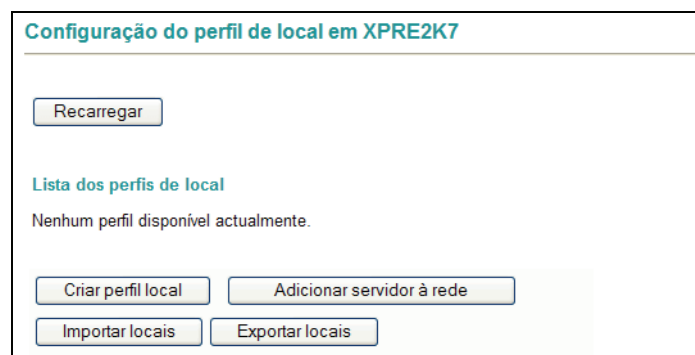 Configuração do perfil de local em XPRE2K7
Recarregar
Lista dos perfis de local
Nenhum perfil disponível actualmente.
Criar perfil local Adicionar servidor à rede
Importar locais Exportar locais